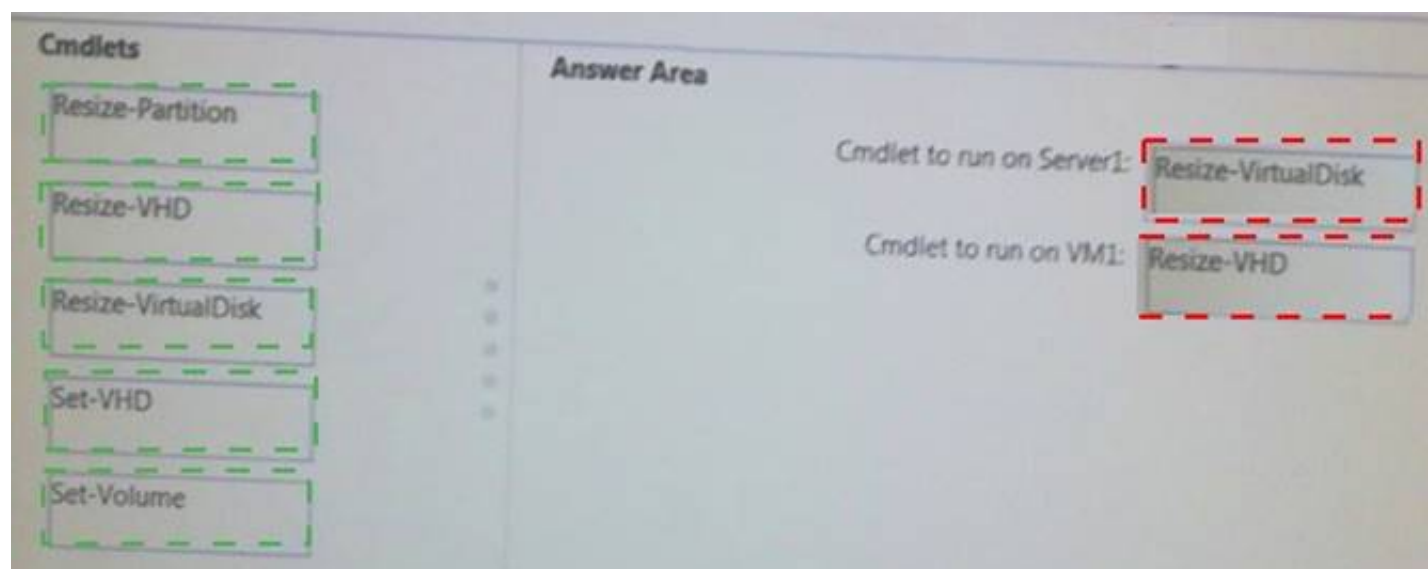 Cmdlets
Resize-Partition
Resize-VHD
Resize-VirtualDisk
Set-VHD
Set-Volume
Answer Area
Cmdlet to run on Server1:
Resize-VirtualDisk
Cmdlet to run on VM1:
Resize-VHD